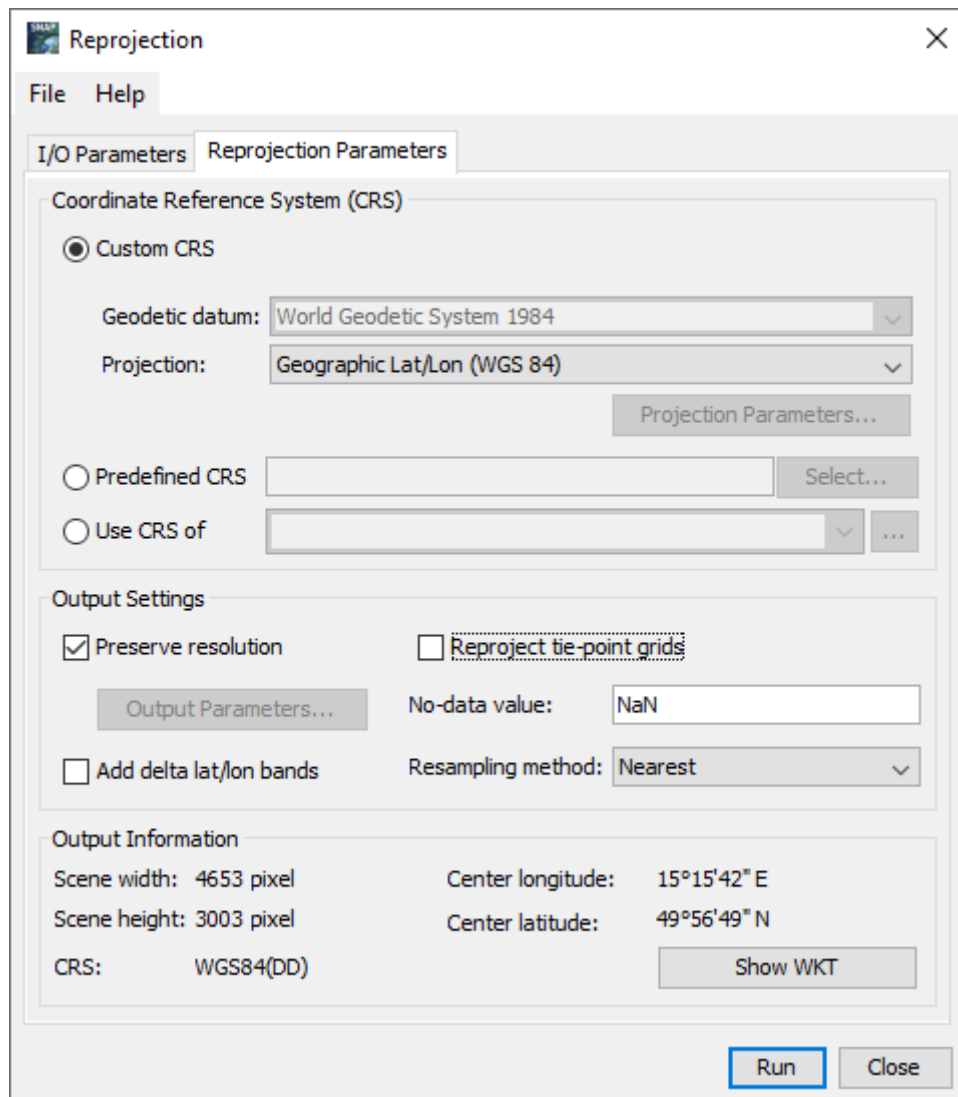 SNAP
Reprojection
File Help
I/O Parameters Reprojection Parameters
Coordinate Reference System (CRS)
Custom CRS
Geodetic datum: World Geodetic System 1984
Projection: Geographic Lat/Lon (WGS 84)
Projection Parameters...
Predefined CRS Select...
Use CRS of ...
Output Settings
Preserve resolution Reproject tie-point grids
Output Parameters... No-data value: NaN
Add delta lat/lon bands Resampling method: Nearest
Output Information
Scene width: 4653 pixel Center longitude: 15°15'42" E
Scene height: 3003 pixel Center latitude: 49°56'49" N
CRS: WGS84(DD) Show WKT
Run Close